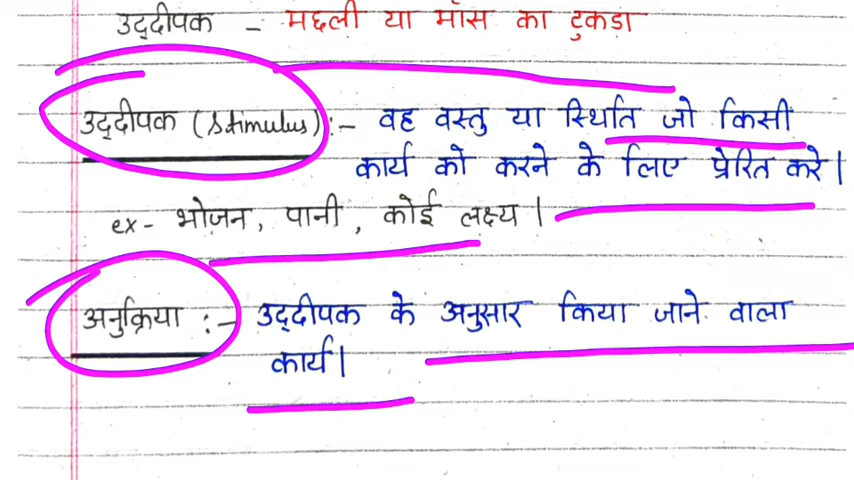 उद्दीपक – मछली या माँस का टुकड़ा
उद्दीपक (Stimulus) :- वह वस्तु या स्थिति जो किसी
कार्य को करने के लिए प्रेरित करे।
ex- भोजन, पानी, कोई लक्ष्य।
अनुक्रिया :- उद्दीपक के अनुसार किया जाने वाला
कार्य।